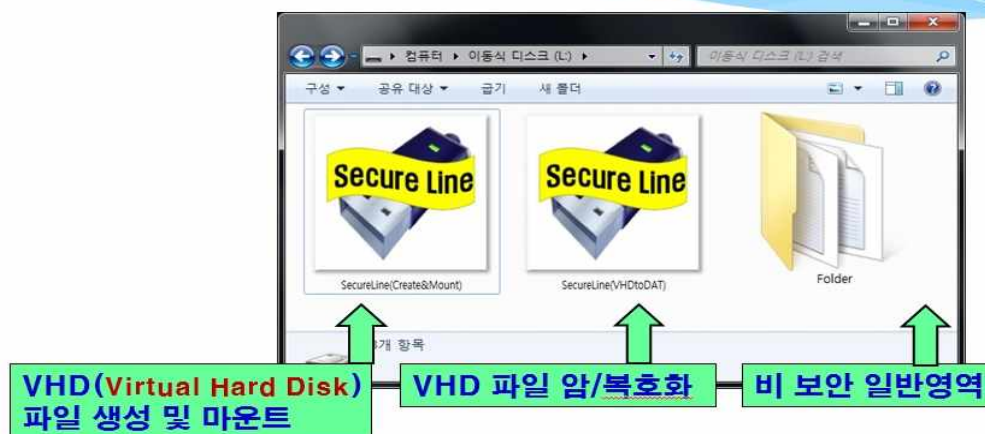 컴퓨터 ▸ 이동식 디스크 (L:) ▸
이동식 디스크 (L:) 검색
구성 공유 대상 굽기 새 폴더
Secure Line
Secure Line
SecureLine(Create&Mount)
SecureLine(VHDtoDAT)
Folder
개 항목
VHD(Virtual Hard Disk)
파일 생성 및 마운트
VHD 파일 암/복호화
비 보안 일반영역